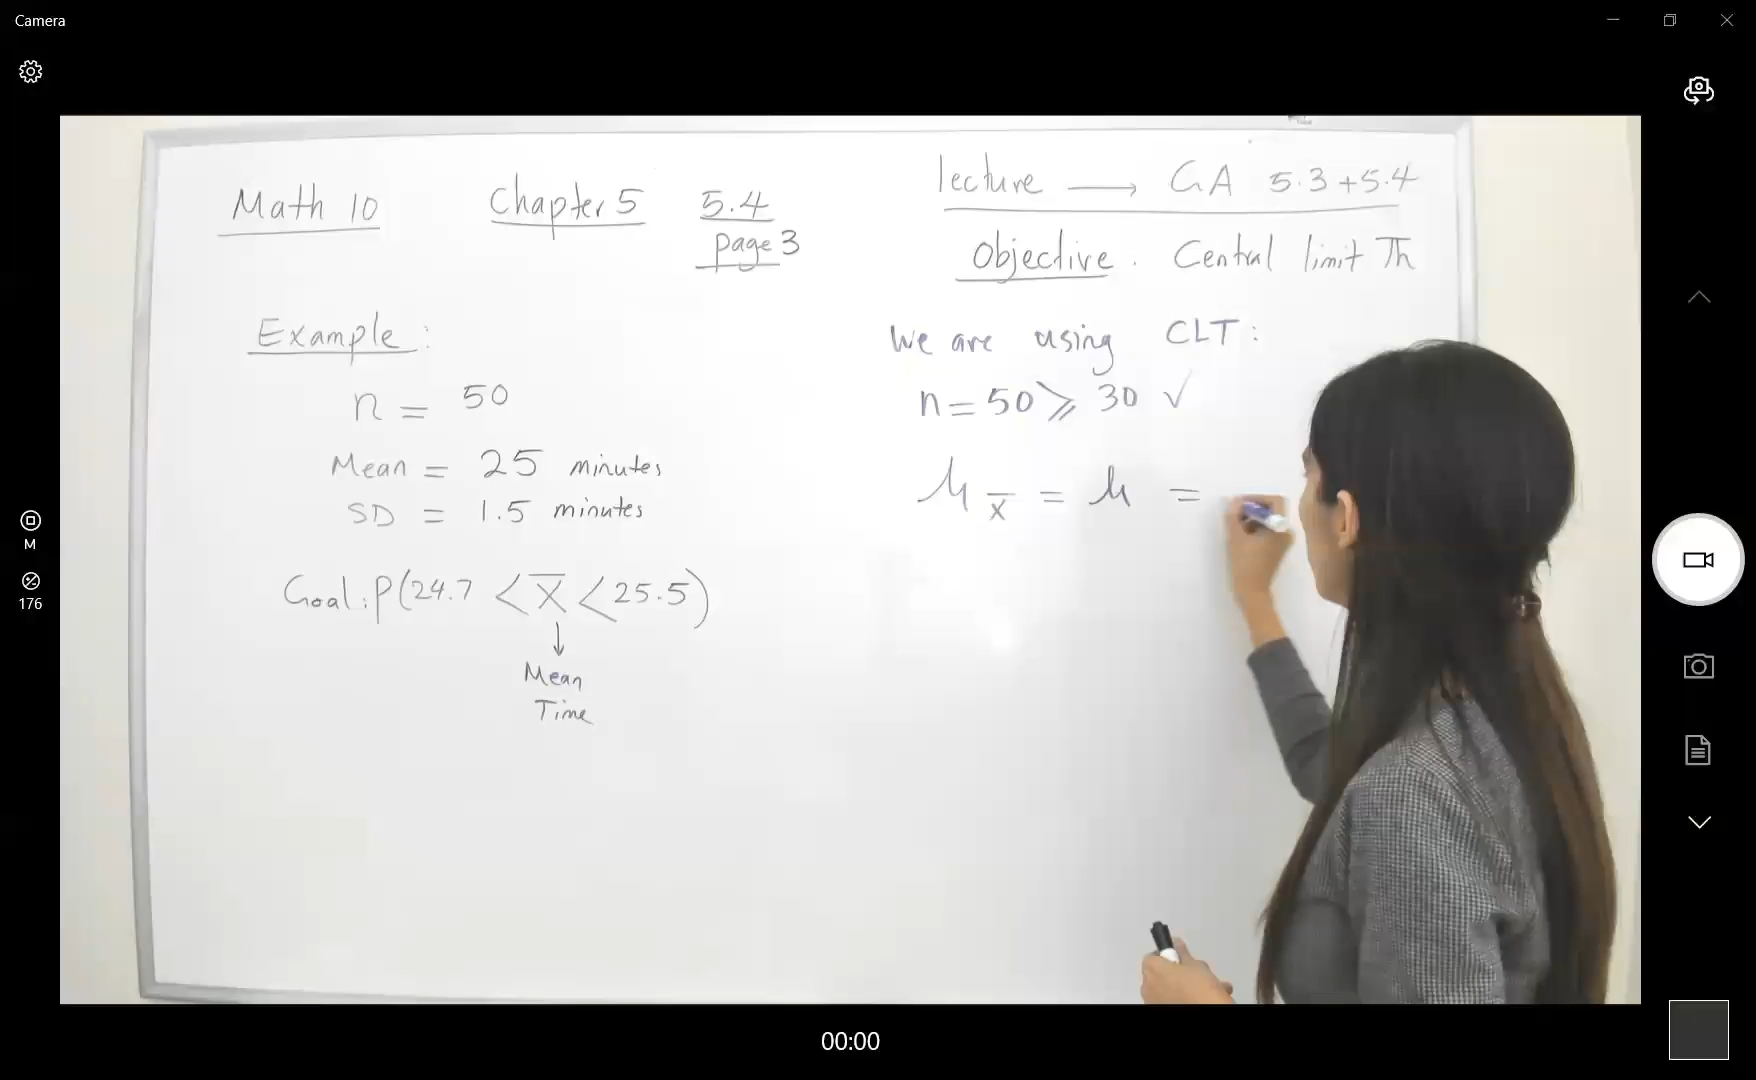 Camera
Math 10
Chapter 5
5.4
page 3
lecture → GA 5.3+5.4
Objective. Central limit Th
Example:
n = 50
Mean = 25 minutes
SD = 1.5 minutes
Goal: P(24.7 < X̅ < 25.5)
↓
Mean
Time
We are using CLT:
n = 50 ⩾ 30 ✓
μ x̅ = μ =
M
176
00:00